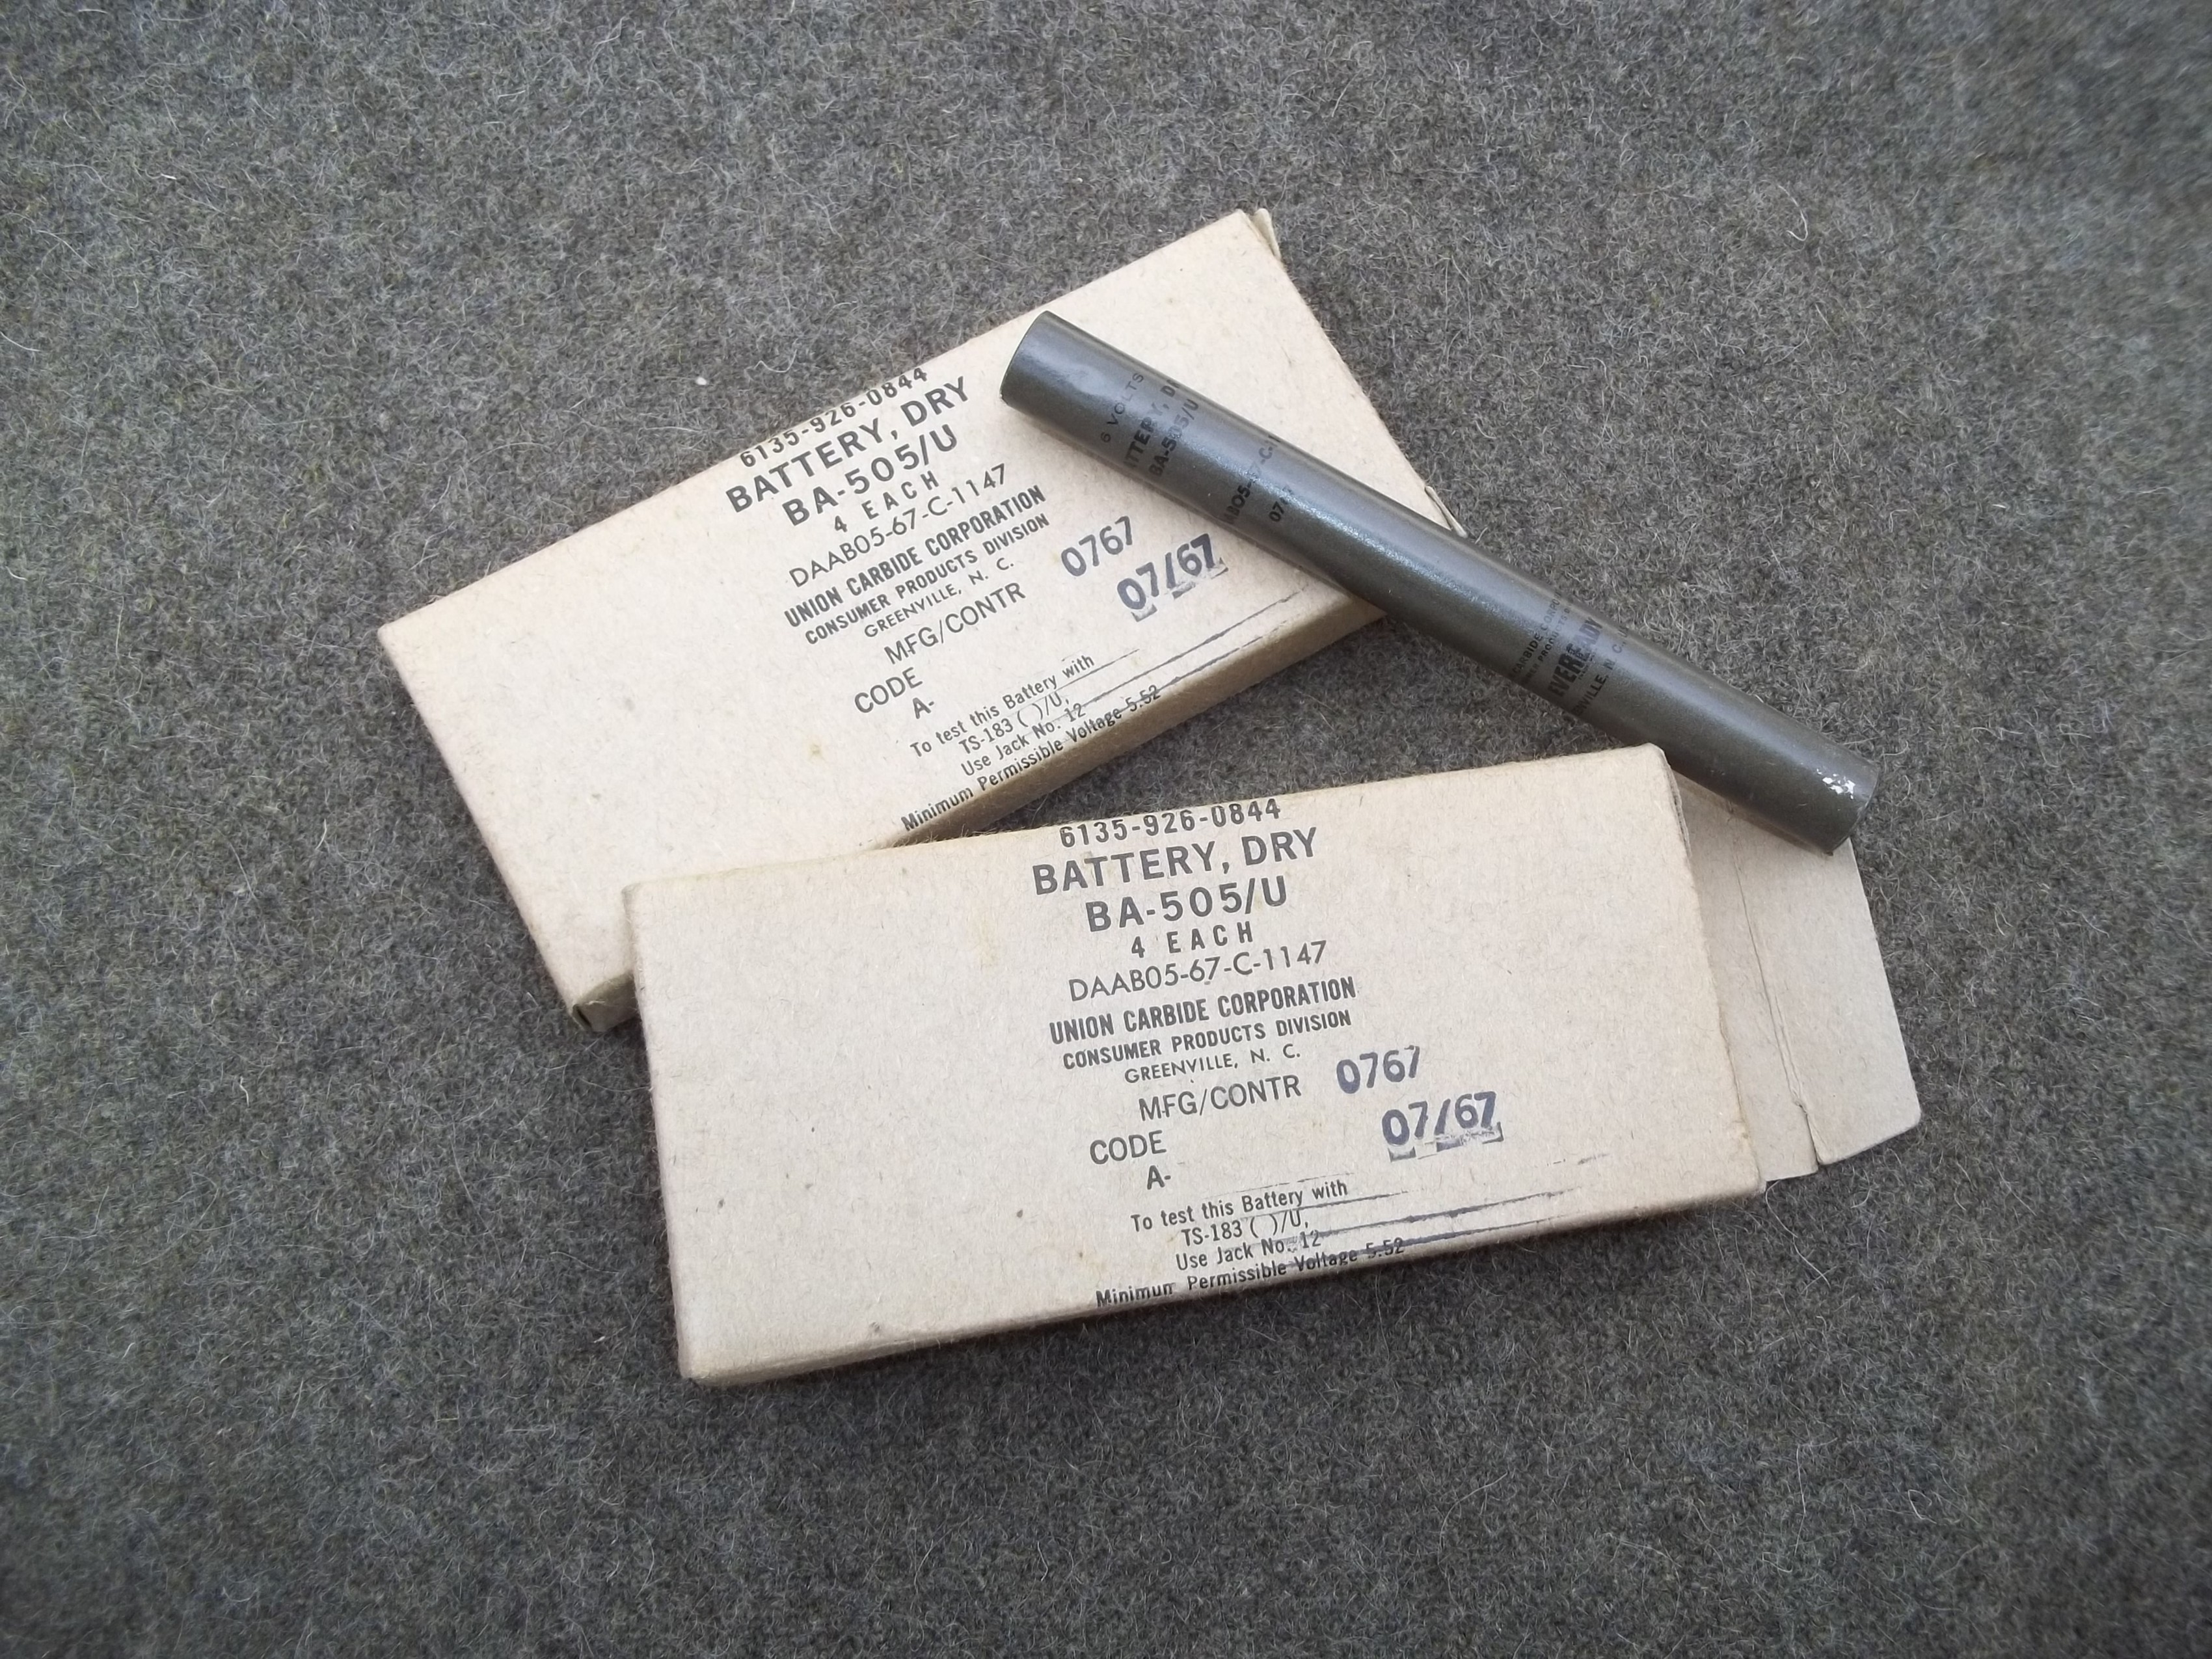 6135-926-0844
BATTERY, DRY
BA-505/U
4 EACH
DAAB05-67-C-1147
UNION CARBIDE CORPORATION
CONSUMER PRODUCTS DIVISION
GREENVILLE, N. C.
MFG/CONTR 0767
07/67
CODE
A-
To test this Battery with
TS-183 ( )/U,
Use Jack No. 12
Minimum Permissible Voltage 5.52
6 VOLTS
BA-505/U
6135-926-0844
BATTERY, DRY
BA-505/U
4 EACH
DAAB05-67-C-1147
UNION CARBIDE CORPORATION
CONSUMER PRODUCTS DIVISION
GREENVILLE, N. C.
MFG/CONTR 0767
07/67
CODE
A-
To test this Battery with
TS-183 ( )/U,
Use Jack No. 12
Minimum Permissible Voltage 5.52